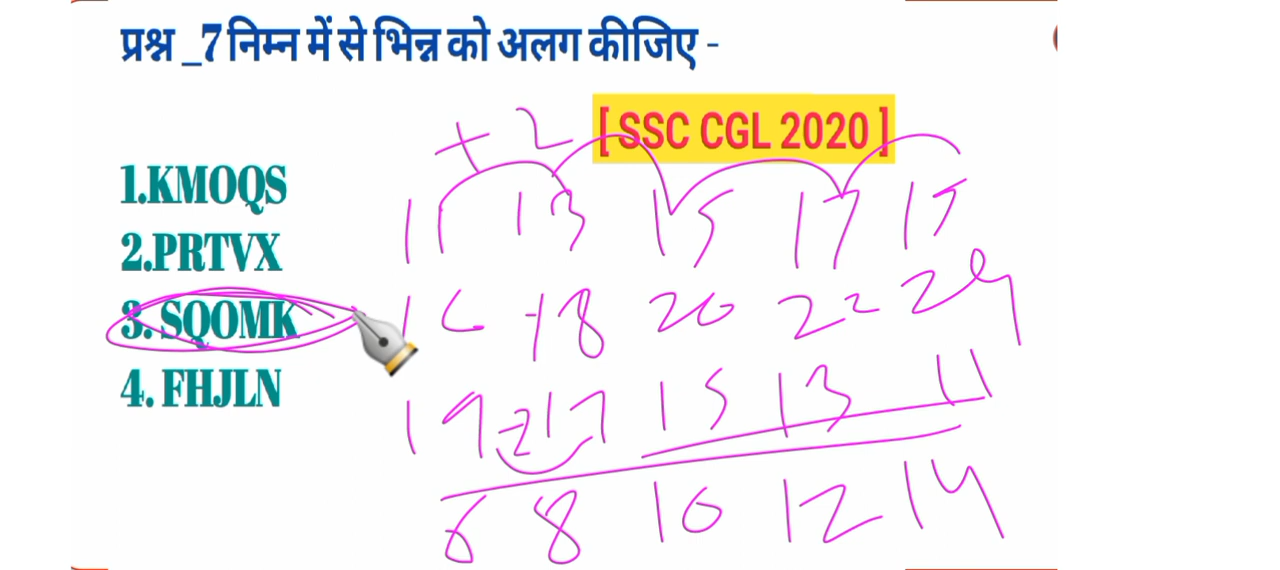 प्रश्न _7 निम्न में से भिन्न को अलग कीजिए -
[ SSC CGL 2020 ]
+2
1.KMOQS
11 13 15 17 19
2.PRTVX
3. SQOMK
16 18 20 22 24
4. FHJLN
19 -2 17 15 13 11
6 8 10 12 14